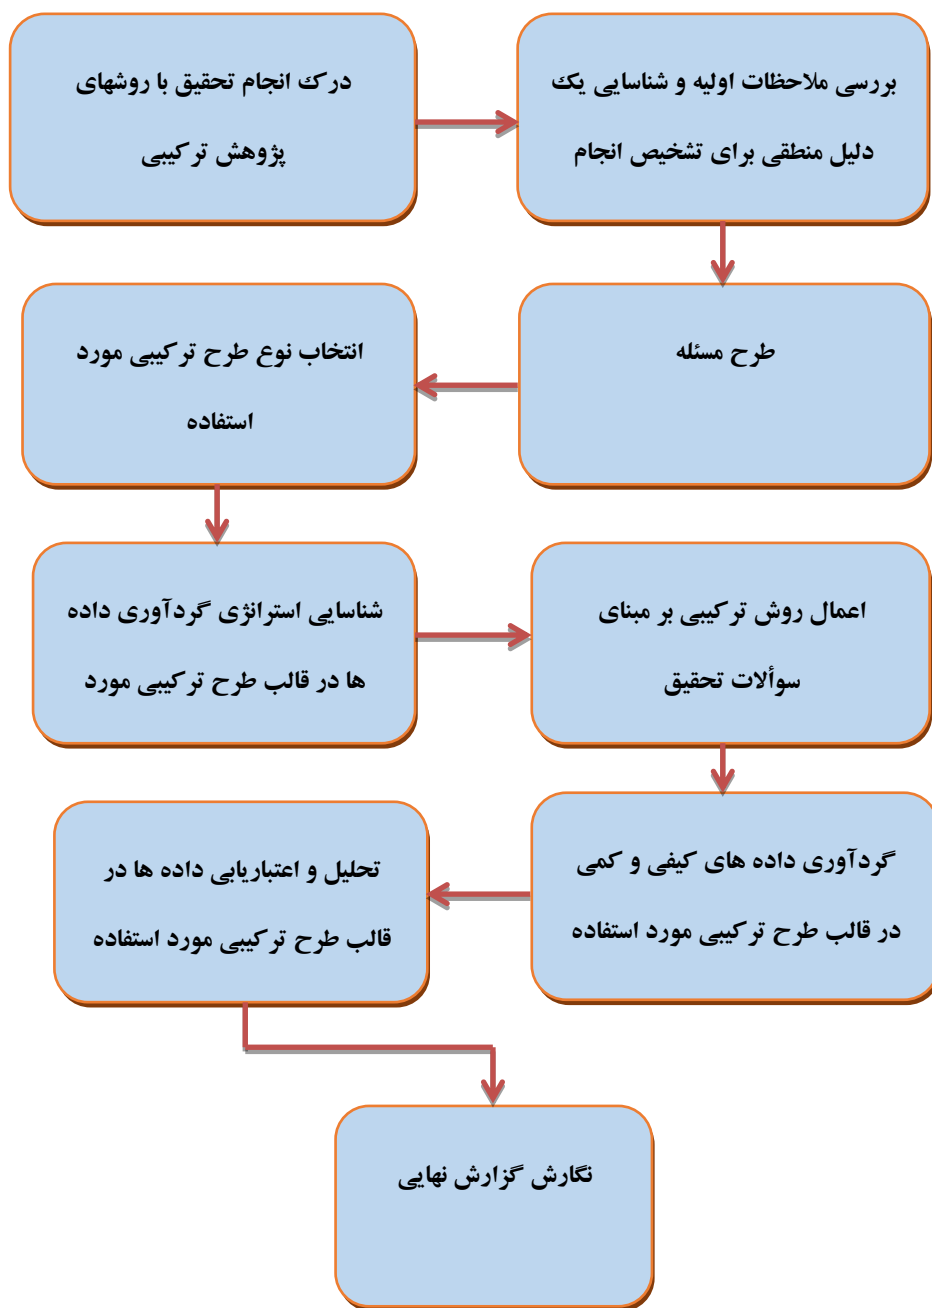 درک انجام تحقیق با روشهای
پژوهش ترکیبی
بررسی ملاحظات اولیه و شناسایی یک
دلیل منطقی برای تشخیص انجام
طرح مسئله
انتخاب نوع طرح ترکیبی مورد
استفاده
شناسایی استراتژی گردآوری داده
ها در قالب طرح ترکیبی مورد
اعمال روش ترکیبی بر مبنای
سوألات تحقیق
گردآوری داده های کیفی و کمی
در قالب طرح ترکیبی مورد استفاده
تحلیل و اعتباریابی داده ها در
قالب طرح ترکیبی مورد استفاده
نگارش گزارش نهایی